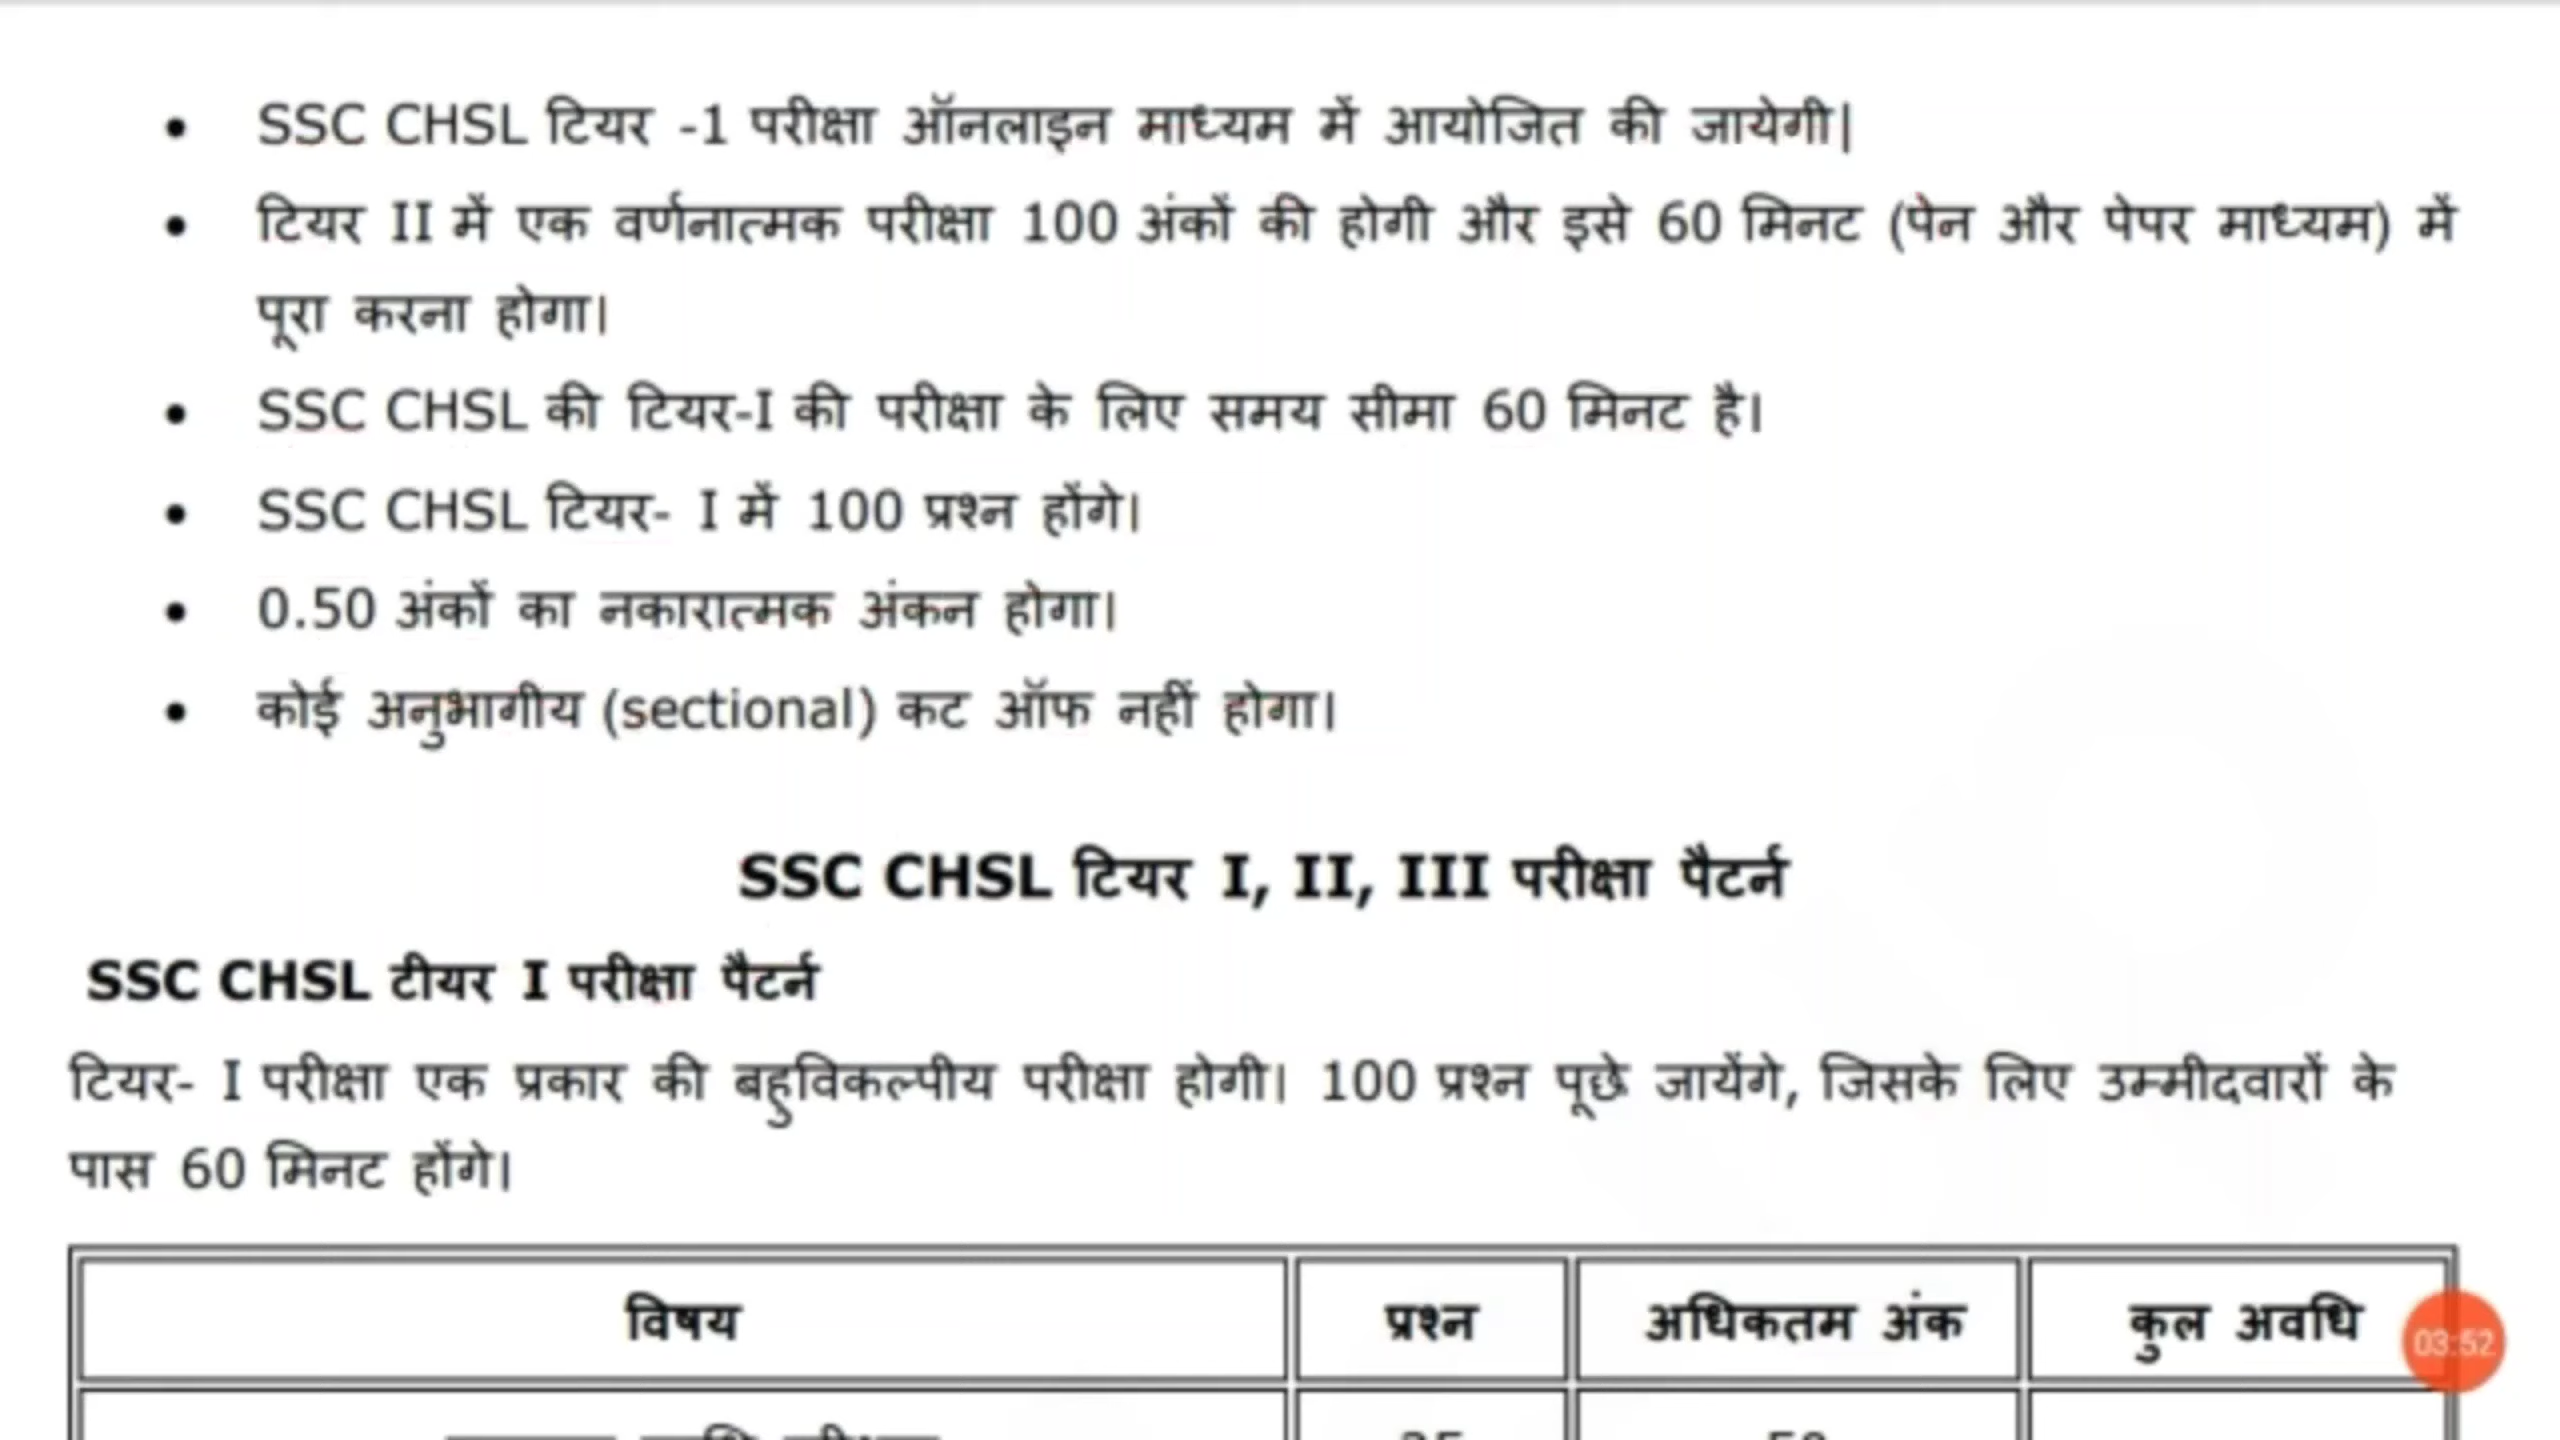 • SSC CHSL टियर -1 परीक्षा ऑनलाइन माध्यम में आयोजित की जायेगी|
• टियर II में एक वर्णनात्मक परीक्षा 100 अंकों की होगी और इसे 60 मिनट (पेन और पेपर माध्यम) में
पूरा करना होगा।
• SSC CHSL की टियर-I की परीक्षा के लिए समय सीमा 60 मिनट है।
• SSC CHSL टियर- I में 100 प्रश्न होंगे।
• 0.50 अंकों का नकारात्मक अंकन होगा।
• कोई अनुभागीय (sectional) कट ऑफ नहीं होगा।
SSC CHSL टियर I, II, III परीक्षा पैटर्न
SSC CHSL टीयर I परीक्षा पैटर्न
टियर- I परीक्षा एक प्रकार की बहुविकल्पीय परीक्षा होगी। 100 प्रश्न पूछे जायेंगे, जिसके लिए उम्मीदवारों के
पास 60 मिनट होंगे।
विषय प्रश्न अधिकतम अंक कुल अवधि
03:52